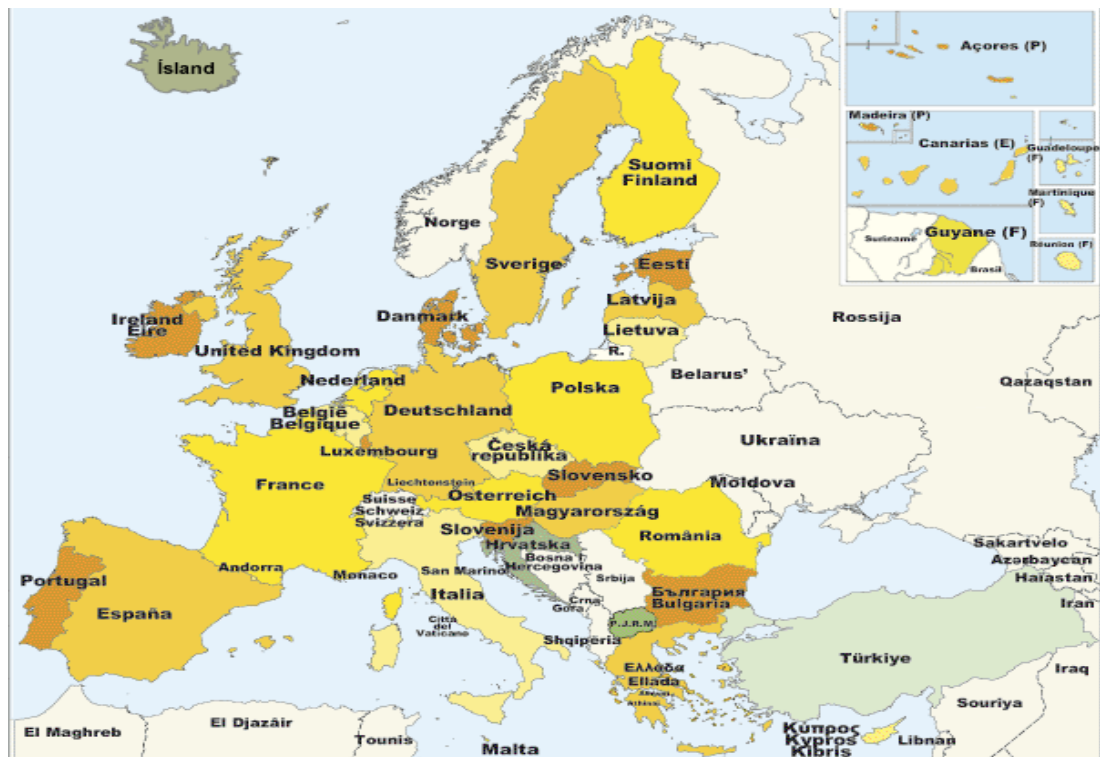 Ísland
Açores (P)
Madeira (P)
Canarias (E)
Guadeloupe
(F)
Martinique
(F)
Guyane (F)
Suriname
Brasil
Réunion (F)
Suomi
Finland
Norge
Sverige
Eesti
Latvija
Lietuva
R.
Danmark
Ireland
Éire
United Kingdom
Rossija
Nederland
België
Belgique
Deutschland
Polska
Belarus’
Qazaqstan
Luxembourg
Česká
republika
Ukraïna
France
Liechtenstein
Slovensko
Moldova
Suisse
Schweiz
Svizzera
Österreich
Magyarország
Slovenija
Hrvatska
România
Bosna i
Hercegovina
Sakartvelo
Azərbaycan
Haïastan
Iran
Portugal
España
Andorra
Monaco
San Marino
Italia
Città
del
Vaticano
Srbija
Crna
Gora
България
Bulgaria
P.J.R.M.
Shqipëria
Ελλάδα
Ellada
Türkiye
Iraq
Souriya
El Maghreb
El Djazâir
Tounis
Malta
Κύπρος
Kypros
Kibris
Libnan